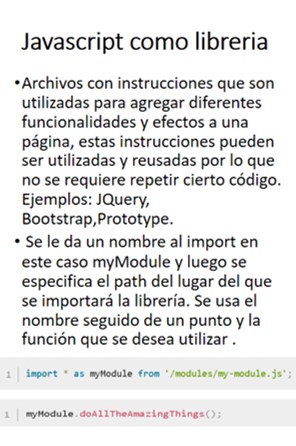 Javascript como libreria
•Archivos con instrucciones que son
utilizadas para agregar diferentes
funcionalidades y efectos a una
página, estas instrucciones pueden
ser utilizadas y reusadas por lo que
no se requiere repetir cierto código.
Ejemplos: JQuery,
Bootstrap,Prototype.
• Se le da un nombre al import en
este caso myModule y luego se
especifica el path del lugar del que
se importará la librería. Se usa el
nombre seguido de un punto y la
función que se desea utilizar .
1 import * as myModule from '/modules/my-module.js';
1 myModule.doAllTheAmazingThings();